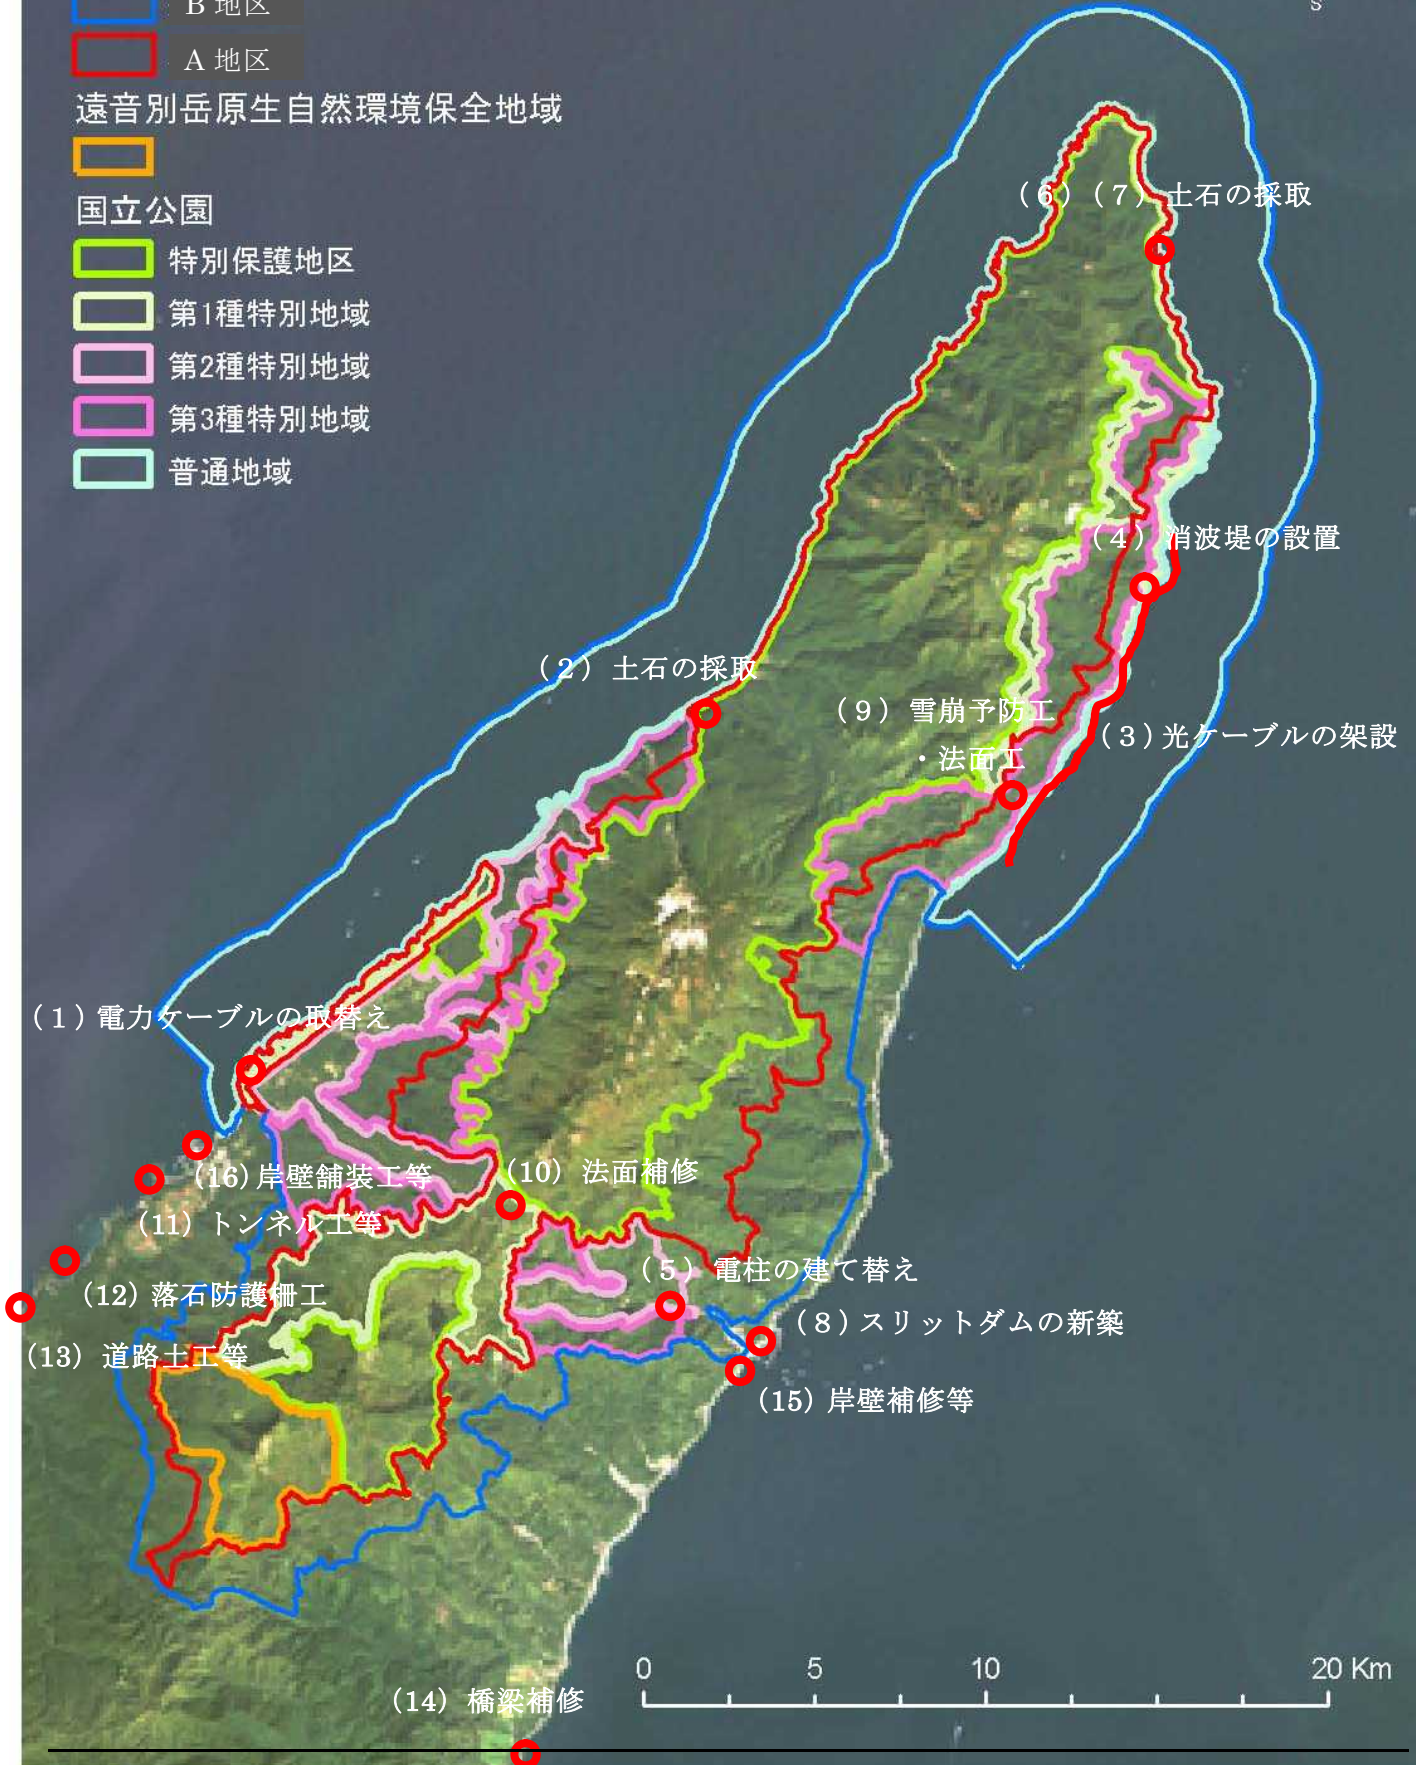 B 地区
S
A 地区
遠音別岳原生自然環境保全地域
国立公園
特別保護地区
第1種特別地域
第2種特別地域
第3種特別地域
普通地域
(6)(7)土石の採取
(4)消波堤の設置
(2)土石の採取
(9)雪崩予防工
・法面工
(3)光ケーブルの架設
(1)電力ケーブルの取替え
(16)岸壁舗装工等
(10)法面補修
(11)トンネル工等
(5)電柱の建て替え
(12)落石防護柵工
(8)スリットダムの新築
(13)道路土工等
(15)岸壁補修等
0 5 10 20 Km
(14)橋梁補修